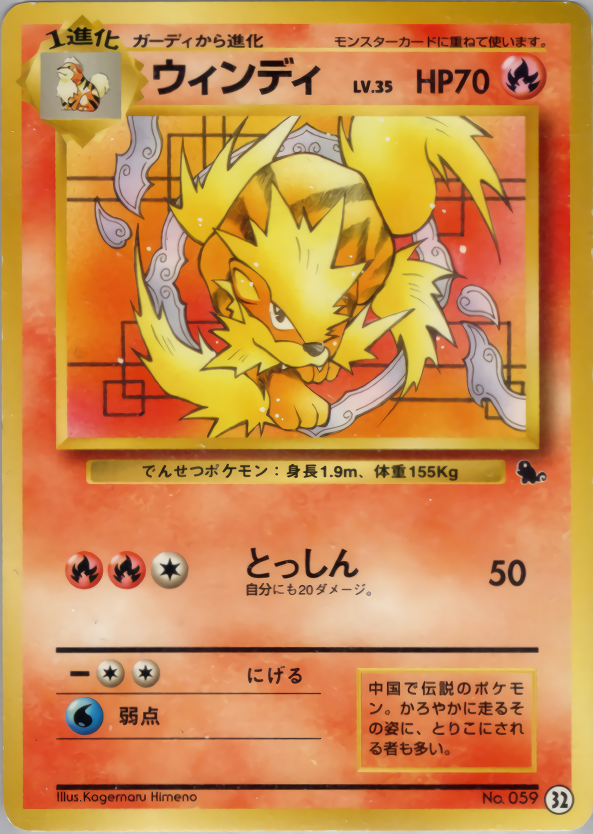 1進化
ガーディから進化
モンスターカードに重ねて使います。
ウィンディ LV.35 HP70
でんせつポケモン:身長1.9m、体重155Kg
とっしん 50
自分にも20ダメージ。
にげる
弱点
中国で伝説のポケモ
ン。かろやかに走るそ
の姿に、とりこにされ
る者も多い。
Illus.Kagemaru Himeno
No. 059
32